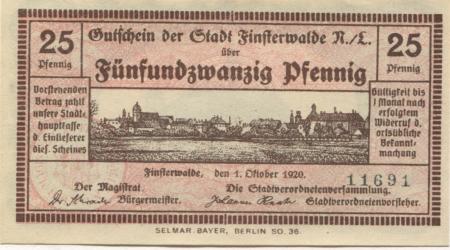 25
Pfennig
Gutschein der Stadt Finsterwalde N./L.
über
Fünfundzwanzig Pfennig
25
Pfennig
Vorstehenden
Betrag zahlt
unsere Stadt-
hauptkasse
d. Einlieferer
dies. Scheines
Gültigkeit bis
1 Monat nach
erfolgtem
Widerruf d.
ortsübliche
Bekannt-
machung
Finsterwalde, den 1. Oktober 1920.
11691
Der Magistrat
Die Stadtverordnetenversammlung.
Bürgermeister.
Stadtverordnetenvorsteher.
SELMAR BAYER, BERLIN SO. 36.